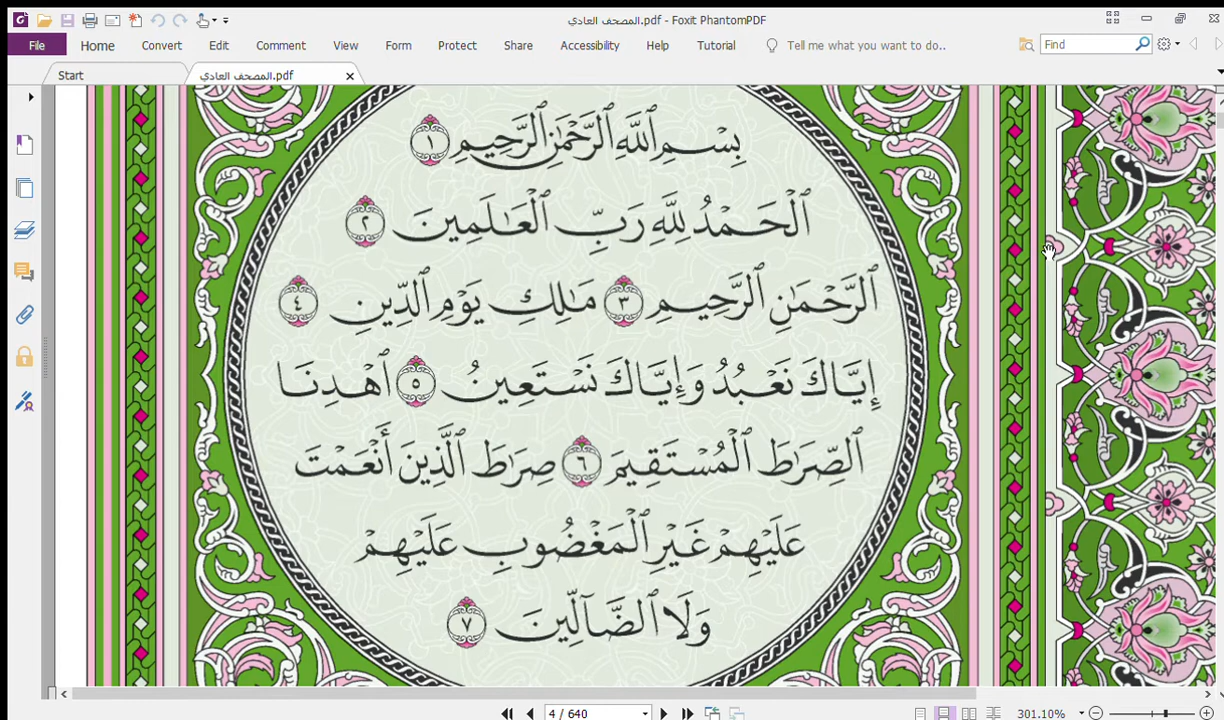 المصحف العادي.pdf - Foxit PhantomPDF
File Home Convert Edit Comment View Form Protect Share Accessibility Help Tutorial Tell me what you want to do.. Find
Start المصحف العادي.pdf
بِسْمِ ٱللَّهِ ٱلرَّحْمَٰنِ ٱلرَّحِيمِ ١
ٱلْحَمْدُ لِلَّهِ رَبِّ ٱلْعَٰلَمِينَ ٢
ٱلرَّحْمَٰنِ ٱلرَّحِيمِ ٣ مَٰلِكِ يَوْمِ ٱلدِّينِ ٤
إِيَّاكَ نَعْبُدُ وَإِيَّاكَ نَسْتَعِينُ ٥ ٱهْدِنَا
ٱلصِّرَٰطَ ٱلْمُسْتَقِيمَ ٦ صِرَٰطَ ٱلَّذِينَ أَنْعَمْتَ
عَلَيْهِمْ غَيْرِ ٱلْمَغْضُوبِ عَلَيْهِمْ
وَلَا ٱلضَّآلِّينَ ٧
4 / 640 301.10%